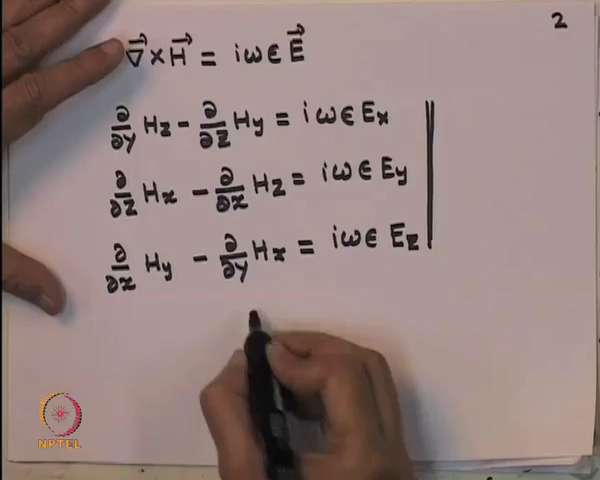 2
∇⃗ × H⃗ = iωϵ E⃗
∂/∂y Hz − ∂/∂z Hy = iωϵ Ex
∂/∂z Hx − ∂/∂x Hz = iωϵ Ey
∂/∂x Hy − ∂/∂y Hx = iωϵ Ez
NPTEL